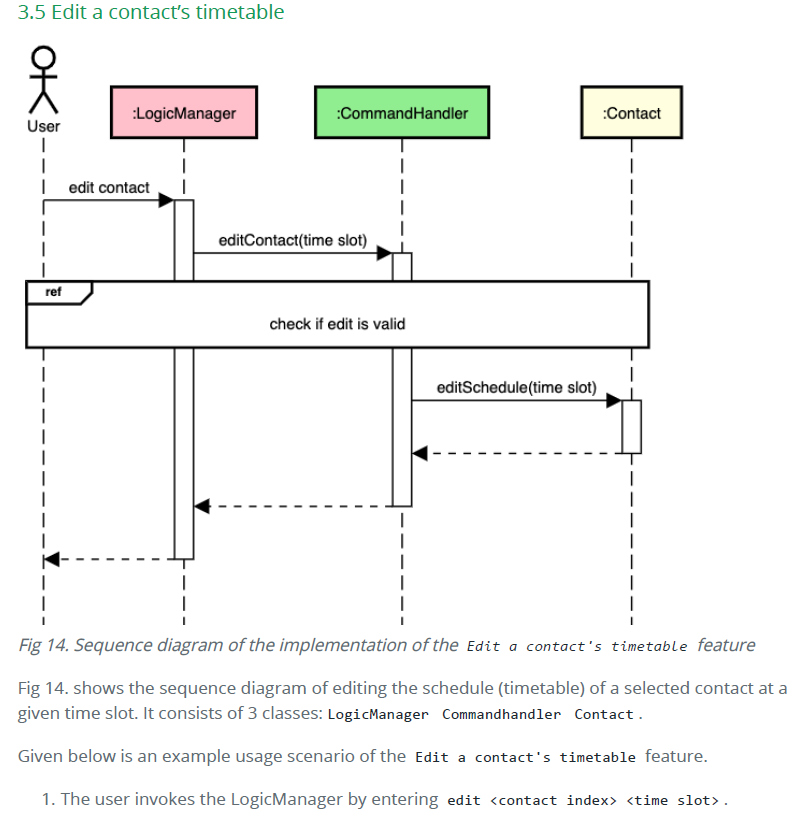 3.5 Edit a contact's timetable
User
:LogicManager
:CommandHandler
:Contact
edit contact
editContact(time slot)
ref
check if edit is valid
editSchedule(time slot)
Fig 14. Sequence diagram of the implementation of the Edit a contact's timetable feature
Fig 14. shows the sequence diagram of editing the schedule (timetable) of a selected contact at a
given time slot. It consists of 3 classes: LogicManager Commandhandler Contact .
Given below is an example usage scenario of the Edit a contact's timetable feature.
1. The user invokes the LogicManager by entering edit <contact index> <time slot> .